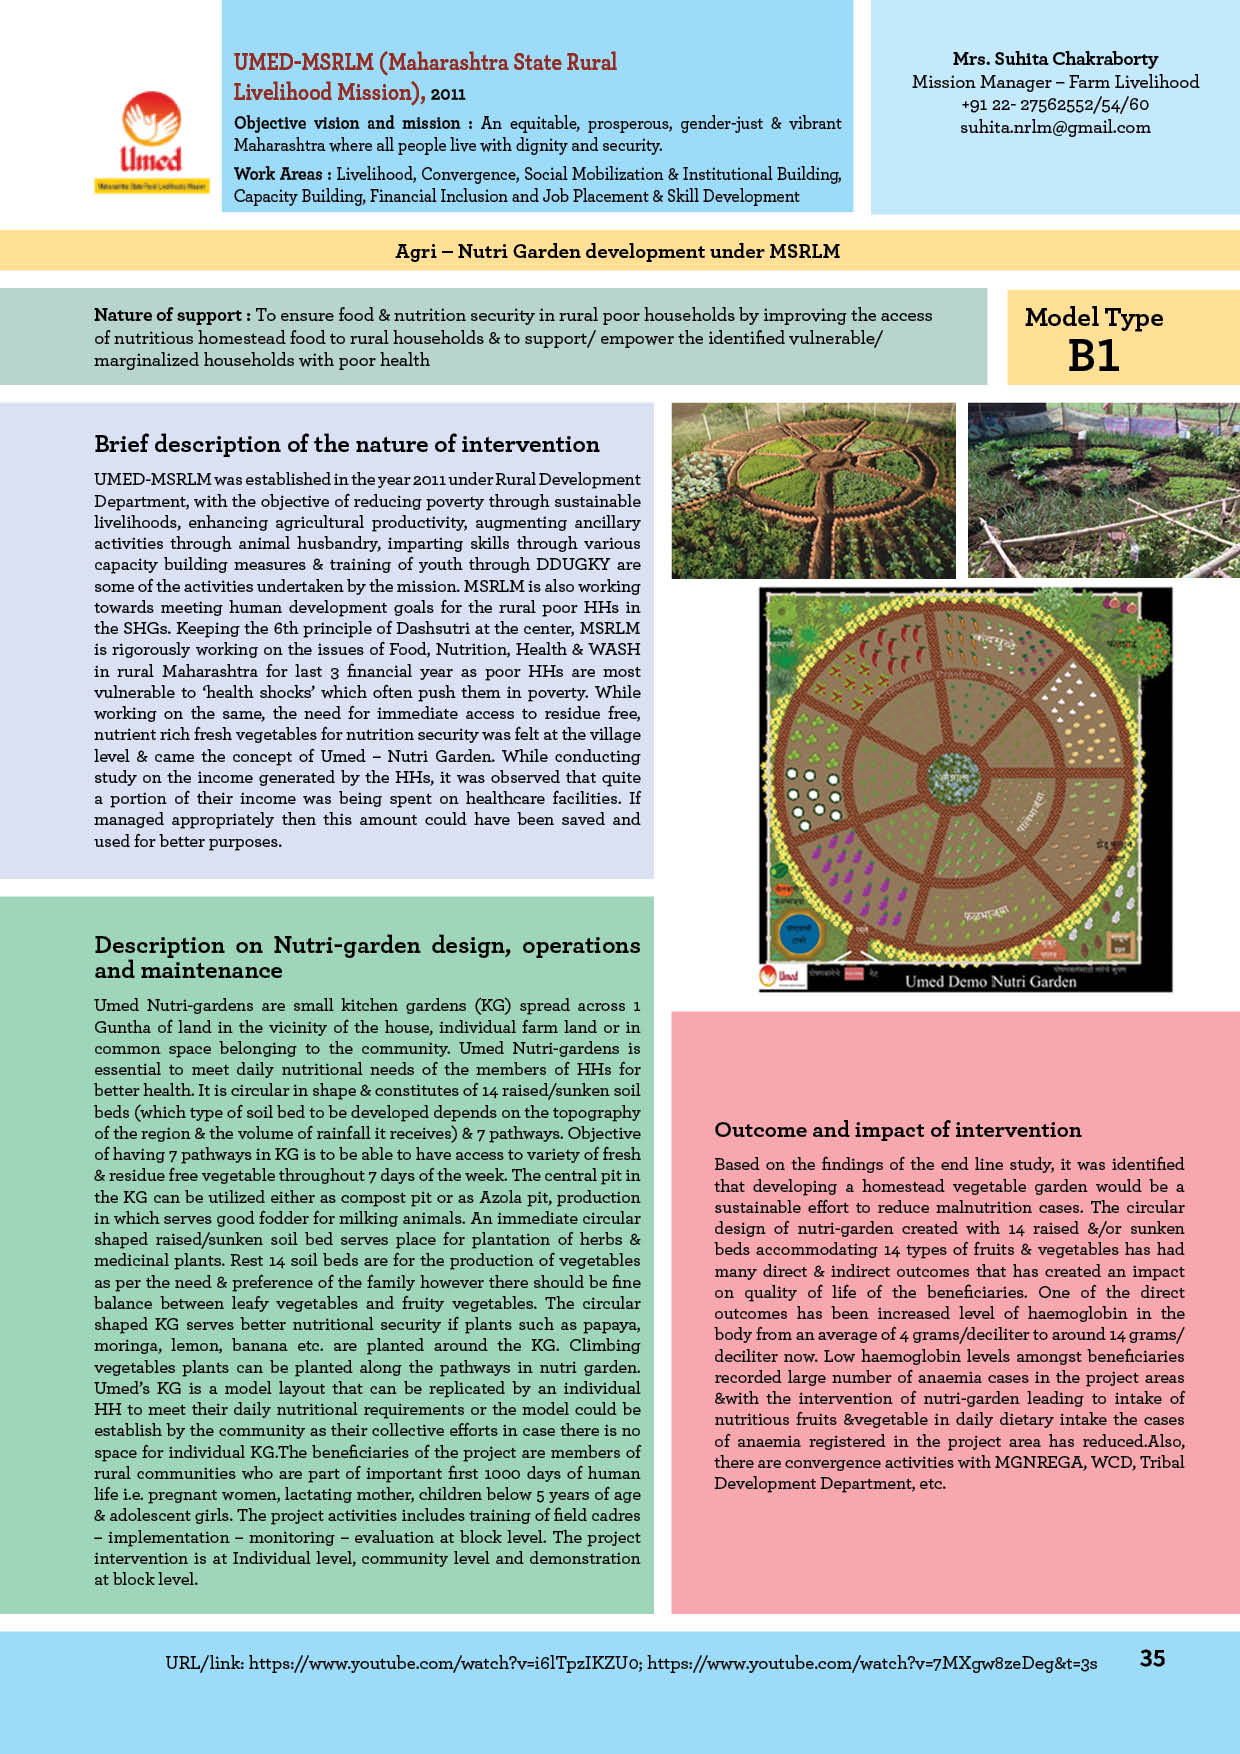 UMED-MSRLM (Maharashtra State Rural
Livelihood Mission), 2011
Objective vision and mission : An equitable, prosperous, gender-just & vibrant
Maharashtra where all people live with dignity and security.
Work Areas : Livelihood, Convergence, Social Mobilization & Institutional Building,
Capacity Building, Financial Inclusion and Job Placement & Skill Development
Mrs. Suhita Chakraborty
Mission Manager – Farm Livelihood
+91 22- 27562552/54/60
suhita.nrlm@gmail.com
Umed
Maharashtra State Rural Livelihoods Mission
Agri – Nutri Garden development under MSRLM
Nature of support : To ensure food & nutrition security in rural poor households by improving the access
of nutritious homestead food to rural households & to support/ empower the identified vulnerable/
marginalized households with poor health
Model Type
B1
Brief description of the nature of intervention
UMED-MSRLM was established in the year 2011 under Rural Development
Department, with the objective of reducing poverty through sustainable
livelihoods, enhancing agricultural productivity, augmenting ancillary
activities through animal husbandry, imparting skills through various
capacity building measures & training of youth through DDUGKY are
some of the activities undertaken by the mission. MSRLM is also working
towards meeting human development goals for the rural poor HHs in
the SHGs. Keeping the 6th principle of Dashsutri at the center, MSRLM
is rigorously working on the issues of Food, Nutrition, Health & WASH
in rural Maharashtra for last 3 financial year as poor HHs are most
vulnerable to ‘health shocks’ which often push them in poverty. While
working on the same, the need for immediate access to residue free,
nutrient rich fresh vegetables for nutrition security was felt at the village
level & came the concept of Umed – Nutri Garden. While conducting
study on the income generated by the HHs, it was observed that quite
a portion of their income was being spent on healthcare facilities. If
managed appropriately then this amount could have been saved and
used for better purposes.
पालेभाज्या
फळभाज्या
Umed
Umed Demo Nutri Garden
Description on Nutri-garden design, operations
and maintenance
Umed Nutri-gardens are small kitchen gardens (KG) spread across 1
Guntha of land in the vicinity of the house, individual farm land or in
common space belonging to the community. Umed Nutri-gardens is
essential to meet daily nutritional needs of the members of HHs for
better health. It is circular in shape & constitutes of 14 raised/sunken soil
beds (which type of soil bed to be developed depends on the topography
of the region & the volume of rainfall it receives) & 7 pathways. Objective
of having 7 pathways in KG is to be able to have access to variety of fresh
& residue free vegetable throughout 7 days of the week. The central pit in
the KG can be utilized either as compost pit or as Azola pit, production
in which serves good fodder for milking animals. An immediate circular
shaped raised/sunken soil bed serves place for plantation of herbs &
medicinal plants. Rest 14 soil beds are for the production of vegetables
as per the need & preference of the family however there should be fine
balance between leafy vegetables and fruity vegetables. The circular
shaped KG serves better nutritional security if plants such as papaya,
moringa, lemon, banana etc. are planted around the KG. Climbing
vegetables plants can be planted along the pathways in nutri garden.
Umed’s KG is a model layout that can be replicated by an individual
HH to meet their daily nutritional requirements or the model could be
establish by the community as their collective efforts in case there is no
space for individual KG.The beneficiaries of the project are members of
rural communities who are part of important first 1000 days of human
life i.e. pregnant women, lactating mother, children below 5 years of age
& adolescent girls. The project activities includes training of field cadres
– implementation – monitoring – evaluation at block level. The project
intervention is at Individual level, community level and demonstration
at block level.
Outcome and impact of intervention
Based on the findings of the end line study, it was identified
that developing a homestead vegetable garden would be a
sustainable effort to reduce malnutrition cases. The circular
design of nutri-garden created with 14 raised &/or sunken
beds accommodating 14 types of fruits & vegetables has had
many direct & indirect outcomes that has created an impact
on quality of life of the beneficiaries. One of the direct
outcomes has been increased level of haemoglobin in the
body from an average of 4 grams/deciliter to around 14 grams/
deciliter now. Low haemoglobin levels amongst beneficiaries
recorded large number of anaemia cases in the project areas
&with the intervention of nutri-garden leading to intake of
nutritious fruits &vegetable in daily dietary intake the cases
of anaemia registered in the project area has reduced.Also,
there are convergence activities with MGNREGA, WCD, Tribal
Development Department, etc.
URL/link: https://www.youtube.com/watch?v=i6lTpzIKZU0; https://www.youtube.com/watch?v=7MXgw8zeDeg&t=3s
35